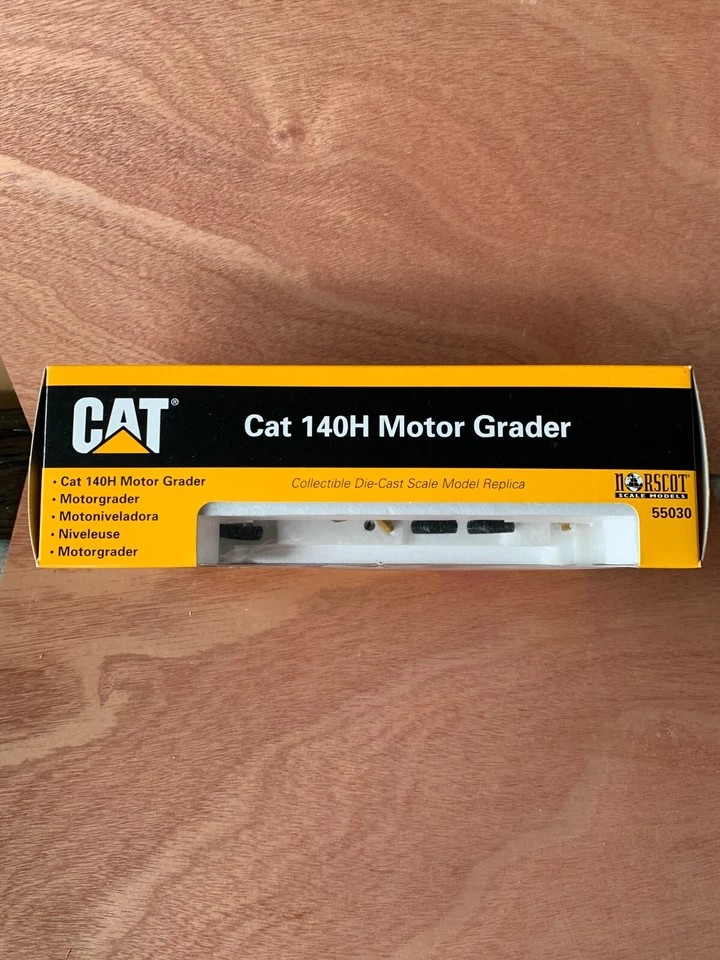 CAT®
Cat 140H Motor Grader
• Cat 140H Motor Grader
• Motorgrader
• Motoniveladora
• Niveleuse
• Motorgrader
Collectible Die-Cast Scale Model Replica
NORSCOT
SCALE MODELS
55030